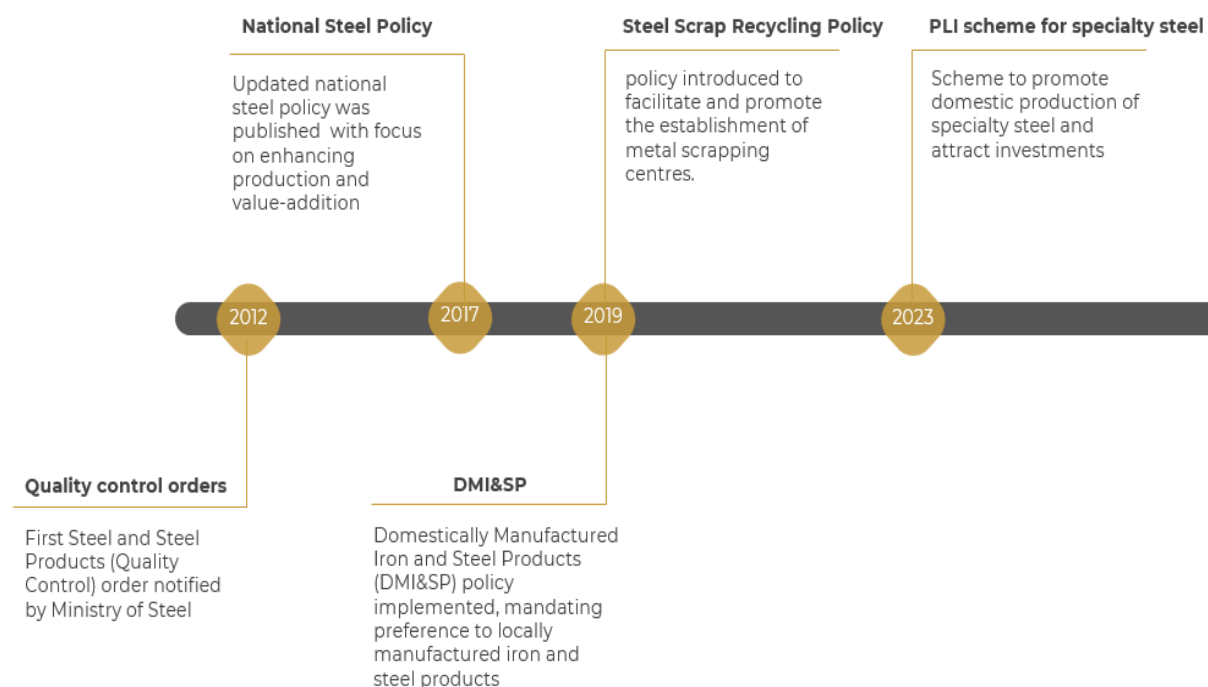 National Steel Policy
Updated national
steel policy was
published with focus
on enhancing
production and
value-addition
Steel Scrap Recycling Policy
policy introduced to
facilitate and promote
the establishment of
metal scrapping
centres.
PLI scheme for specialty steel
Scheme to promote
domestic production of
specialty steel and
attract investments
2012
2017
2019
2023
Quality control orders
First Steel and Steel
Products (Quality
Control) order notified
by Ministry of Steel
DMI&SP
Domestically Manufactured
Iron and Steel Products
(DMI&SP) policy
implemented, mandating
preference to locally
manufactured iron and
steel products